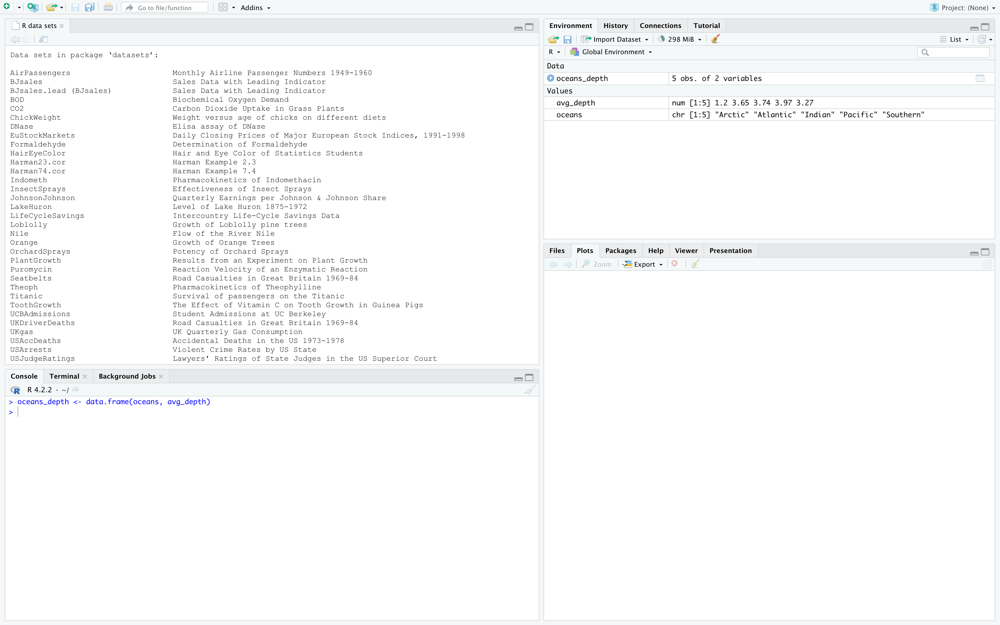 Go to file/function
Addins
Project: (None)
R data sets
Data sets in package ‘datasets’:
AirPassengers Monthly Airline Passenger Numbers 1949-1960
BJsales Sales Data with Leading Indicator
BJsales.lead (BJsales) Sales Data with Leading Indicator
BOD Biochemical Oxygen Demand
CO2 Carbon Dioxide Uptake in Grass Plants
ChickWeight Weight versus age of chicks on different diets
DNase Elisa assay of DNase
EuStockMarkets Daily Closing Prices of Major European Stock Indices, 1991-1998
Formaldehyde Determination of Formaldehyde
HairEyeColor Hair and Eye Color of Statistics Students
Harman23.cor Harman Example 2.3
Harman74.cor Harman Example 7.4
Indometh Pharmacokinetics of Indomethacin
InsectSprays Effectiveness of Insect Sprays
JohnsonJohnson Quarterly Earnings per Johnson & Johnson Share
LakeHuron Level of Lake Huron 1875-1972
LifeCycleSavings Intercountry Life-Cycle Savings Data
Loblolly Growth of Loblolly pine trees
Nile Flow of the River Nile
Orange Growth of Orange Trees
OrchardSprays Potency of Orchard Sprays
PlantGrowth Results from an Experiment on Plant Growth
Puromycin Reaction Velocity of an Enzymatic Reaction
Seatbelts Road Casualties in Great Britain 1969-84
Theoph Pharmacokinetics of Theophylline
Titanic Survival of passengers on the Titanic
ToothGrowth The Effect of Vitamin C on Tooth Growth in Guinea Pigs
UCBAdmissions Student Admissions at UC Berkeley
UKDriverDeaths Road Casualties in Great Britain 1969-84
UKgas UK Quarterly Gas Consumption
USAccDeaths Accidental Deaths in the US 1973-1978
USArrests Violent Crime Rates by US State
USJudgeRatings Lawyers' Ratings of State Judges in the US Superior Court
Console Terminal Background Jobs
R R 4.2.2 · ~/
> oceans_depth <- data.frame(oceans, avg_depth)
>
Environment History Connections Tutorial
Import Dataset 298 MiB List
R Global Environment
Data
oceans_depth 5 obs. of 2 variables
Values
avg_depth num [1:5] 1.2 3.65 3.74 3.97 3.27
oceans chr [1:5] "Arctic" "Atlantic" "Indian" "Pacific" "Southern"
Files Plots Packages Help Viewer Presentation
Zoom Export